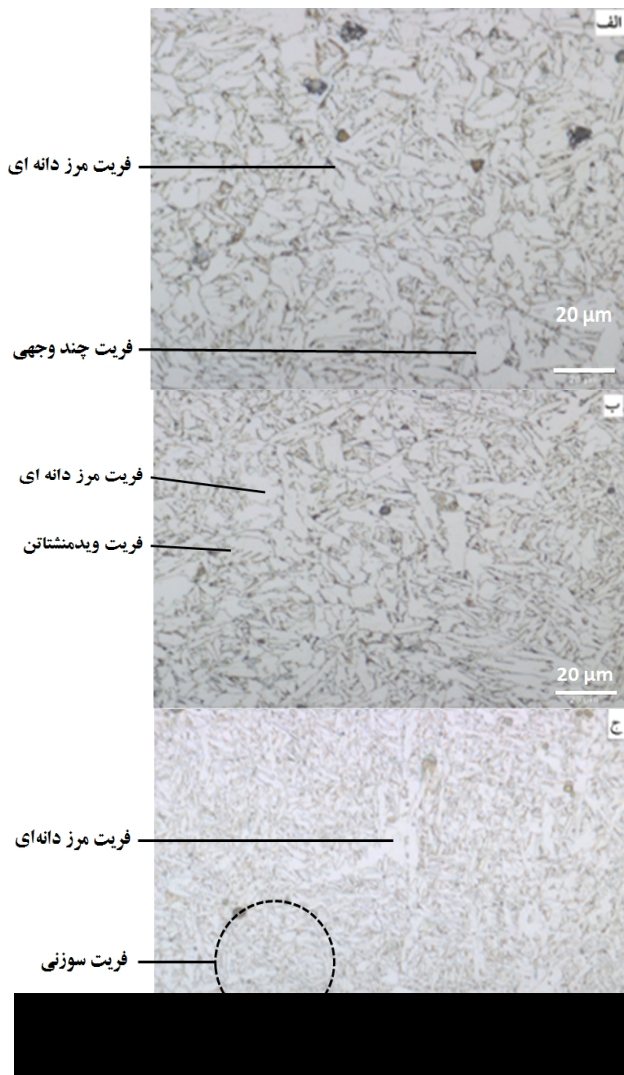 الف
فریت مرز دانه ای
20 µm
فریت چند وجهی
ب
فریت مرز دانه ای
فریت ویدمنشتاتن
20 µm
ج
فریت مرز دانه‌ای
فریت سوزنی